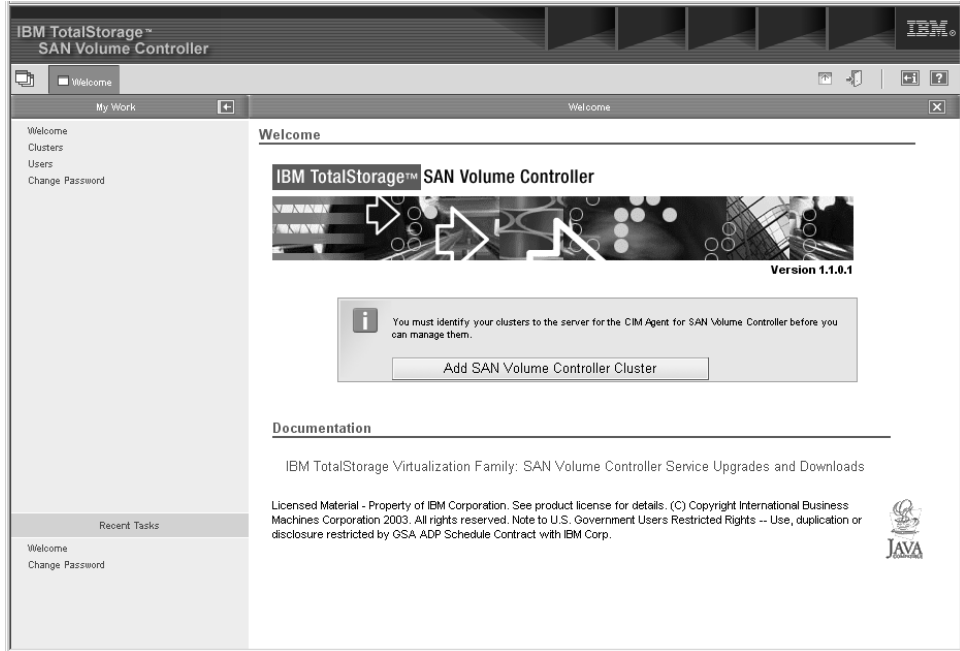 IBM TotalStorage™
SAN Volume Controller
IBM®
Welcome
My Work
Welcome
Welcome
Clusters
Users
Change Password
Welcome
IBM TotalStorage™ SAN Volume Controller
Version 1.1.0.1
You must identify your clusters to the server for the CIM Agent for SAN Volume Controller before you
can manage them.
Add SAN Volume Controller Cluster
Documentation
IBM TotalStorage Virtualization Family: SAN Volume Controller Service Upgrades and Downloads
Licensed Material - Property of IBM Corporation. See product license for details. (C) Copyright International Business
Machines Corporation 2003. All rights reserved. Note to U.S. Government Users Restricted Rights -- Use, duplication or
disclosure restricted by GSA ADP Schedule Contract with IBM Corp.
JAVA
COMPATIBLE
Recent Tasks
Welcome
Change Password